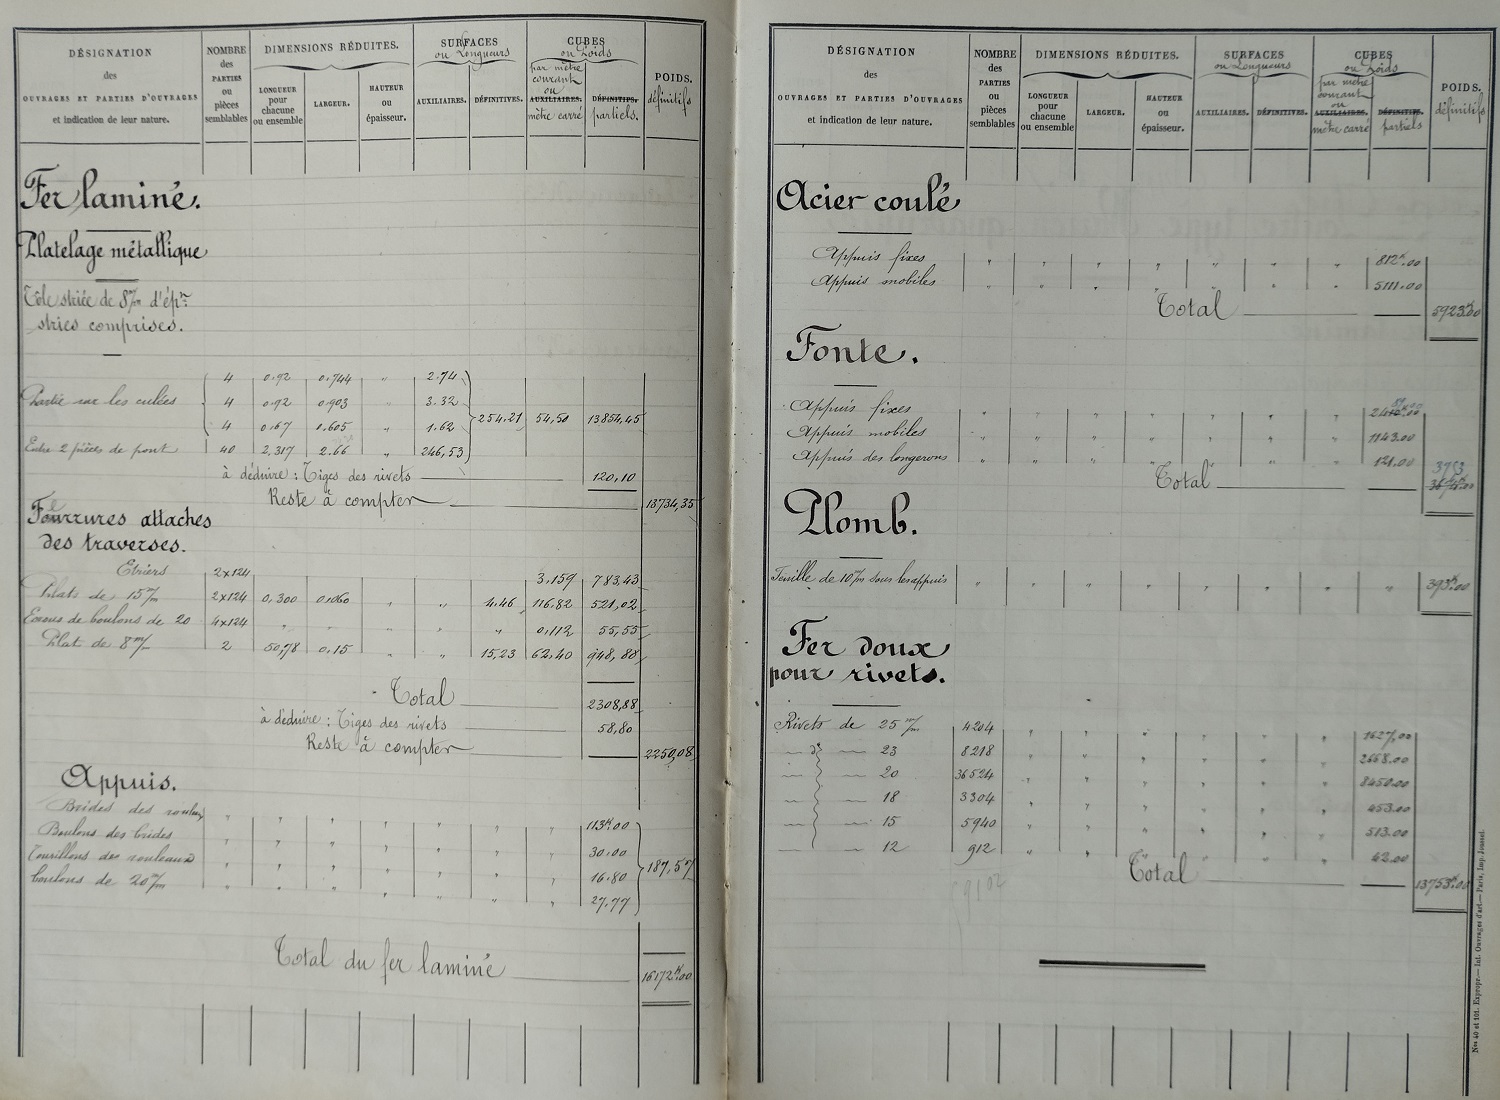 DÉSIGNATION
des
OUVRAGES ET PARTIES D'OUVRAGES
et indication de leur nature.
NOMBRE
des
PARTIES
ou
pièces
semblables
DIMENSIONS RÉDUITES.
LONGUEUR
pour
chacune
ou ensemble
LARGEUR.
HAUTEUR
ou
épaisseur.
SURFACES
ou Longueurs
AUXILIAIRES.
DÉFINITIVES.
CUBES
ou Poids
par mètre
courant
ou
AUXILIAIRES.
mètre carré
DÉFINITIFS.
partiels.
POIDS.
définitifs
Fer laminé.
Platelage métallique
Tôle striée de 8m/m d'épr
stries comprises.
4 0.92 0.744 " 2.74
Partie sur les culées 4 0.92 0.903 " 3.32
4 0.67 0.605 " 1.62
254.21 54,50 13854,45
Entre 2 pièces de pont 40 2.317 2.66 " 246,53
à déduire : Tiges des rivets 120,10
Reste à compter 13734,35
Fourrures attaches
des traverses.
Etriers 2x124 3,159 783,43
Plats de 15m/m 2x124 0,300 0,060 " " 4.46 116.82 521,02
Ecrous de boulons de 20 4x124 " " " " " 0,112 55,55
Plat de 8m/m 2 50,78 0,15 " " 15,23 62,40 948,88
Total 2308,88
à déduire : Tiges des rivets 58,80
Reste à compter 2250,08
Appuis.
Brides des rouleaux " " " " " " " 113k.00
Boulons des brides " " " " " " " 30.00
Tourillons des rouleaux " " " " " " " 16.80
boulons de 20m/m " " " " " " " 27,77
187,57
Total du fer laminé 16172k.00
DÉSIGNATION
des
OUVRAGES ET PARTIES D'OUVRAGES
et indication de leur nature.
NOMBRE
des
PARTIES
ou
pièces
semblables
DIMENSIONS RÉDUITES.
LONGUEUR
pour
chacune
ou ensemble
LARGEUR.
HAUTEUR
ou
épaisseur.
SURFACES
ou Longueurs
AUXILIAIRES.
DÉFINITIVES.
CUBES
ou Poids
par mètre
courant
ou
AUXILIAIRES.
mètre carré
DÉFINITIFS.
partiels
POIDS.
définitifs
Acier coulé
Appuis fixes " " " " " " " 812k.00
Appuis mobiles " " " " " " " 5111.00
Total 5923k.00
Fonte.
Appuis fixes " " " " " " "
Appuis mobiles " " " " " " " 1143.00
Appuis des longerons " " " " " " " 121.00
Total 3783
Plomb.
Feuille de 10m/m sous les appuis " " " " " " " " 393k.00
Fer doux
pour rivets.
Rivets de 25 m/m 4204 " " " " " " 1627,00
— d° — 23 8218 " " " " " " 2668.00
— — 20 36524 " " " " " " 8450.00
— — 18 3304 " " " " " " 453.00
— — 15 5940 " " " " " " 513.00
— — 12 912 " " " " " " 42.00
Total 13753k.00
59102
Nos 40 et 101. Expropr.— Int. Ouvrages d'art.— Paris, Imp. Jousset.